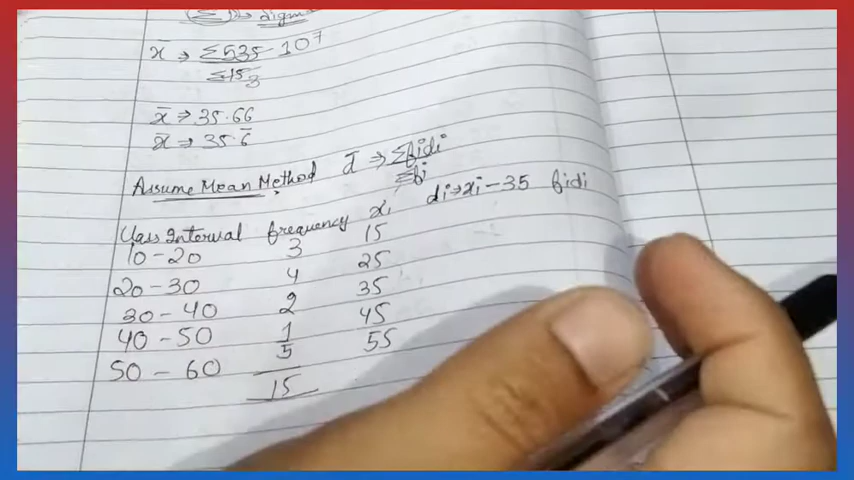 (Σ) ⇒ sigma
x̄ ⇒ Σ535 107
Σ15 3
x̄ ⇒ 35.66
x̄ ⇒ 35.6̄
Assume Mean Method d̄ ⇒ Σfidi
Σfi
Class Interval frequency xi di⇒xi-35 fidi
10-20 3 15
20-30 4 25
30-40 2 35
40-50 1 45
50-60 5 55
15